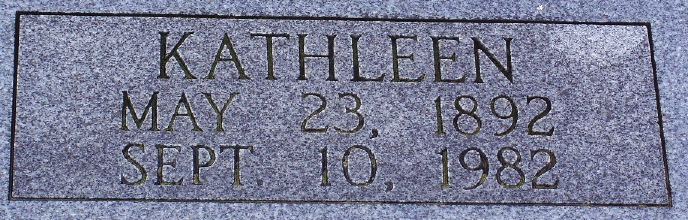 KATHLEEN
MAY 23, 1892
SEPT. 10, 1982